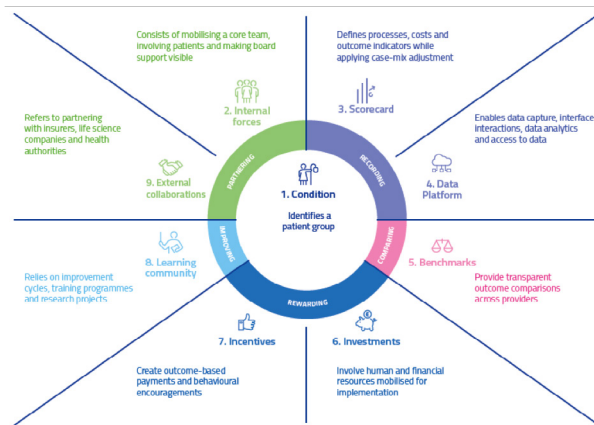 Consists of mobilising a core team,
involving patients and making board
support visible
Defines processes, costs and
outcome indicators while
applying case-mix adjustment
2. Internal
forces
3. Scorecard
Refers to partnering
with insurers, life science
companies and health
authorities
Enables data capture, interface
interactions, data analytics
and access to data
9. External
collaborations
PARTNERING
RECORDING
4. Data
Platform
1. Condition
Identifies a
patient group
8. Learning
community
IMPROVING
COMPARING
5. Benchmarks
Relies on improvement
cycles, training programmes
and research projects
Provide transparent
outcome comparisons
across providers
REWARDING
7. Incentives
6. Investments
Create outcome-based
payments and behavioural
encouragements
Involve human and financial
resources mobilised for
implementation